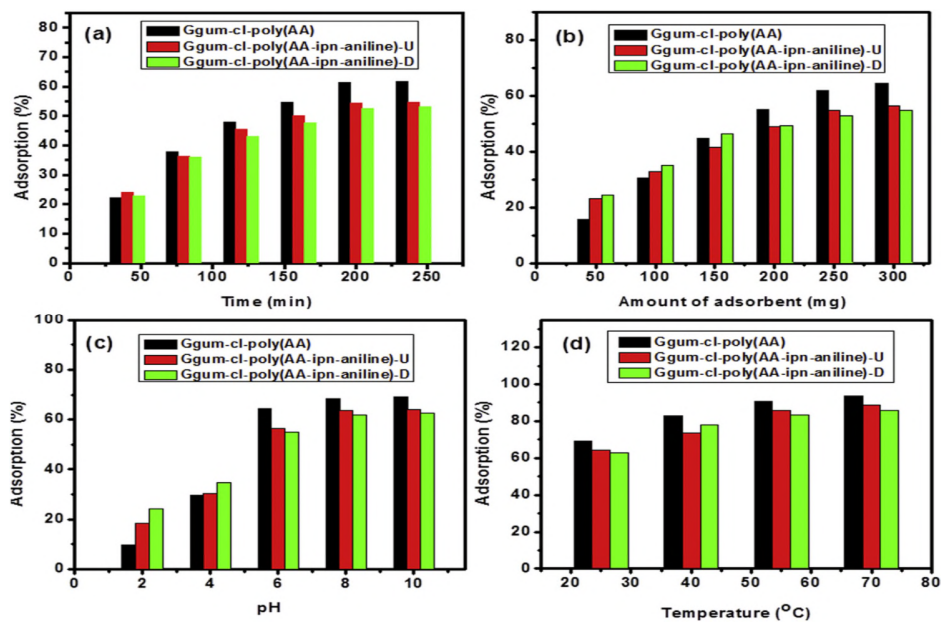 (a)
Ggum-cl-poly(AA)
Ggum-cl-poly(AA-ipn-aniline)-U
Ggum-cl-poly(AA-ipn-aniline)-D
Adsorption (%)
80
70
60
50
40
30
20
10
0
0 50 100 150 200 250
Time (min)
(b)
Ggum-cl-poly(AA)
Ggum-cl-poly(AA-ipn-aniline)-U
Ggum-cl-poly(AA-ipn-aniline)-D
Adsorption (%)
80
60
40
20
0
0 50 100 150 200 250 300
Amount of adsorbent (mg)
(c)
Ggum-cl-poly(AA)
Ggum-cl-poly(AA-ipn-aniline)-U
Ggum-cl-poly(AA-ipn-aniline)-D
Adsorption (%)
100
80
60
40
20
0
0 2 4 6 8 10
pH
(d)
Ggum-cl-poly(AA)
Ggum-cl-poly(AA-ipn-aniline)-U
Ggum-cl-poly(AA-ipn-aniline)-D
Adsorption (%)
120
100
80
60
40
20
0
20 30 40 50 60 70 80
Temperature (°C)